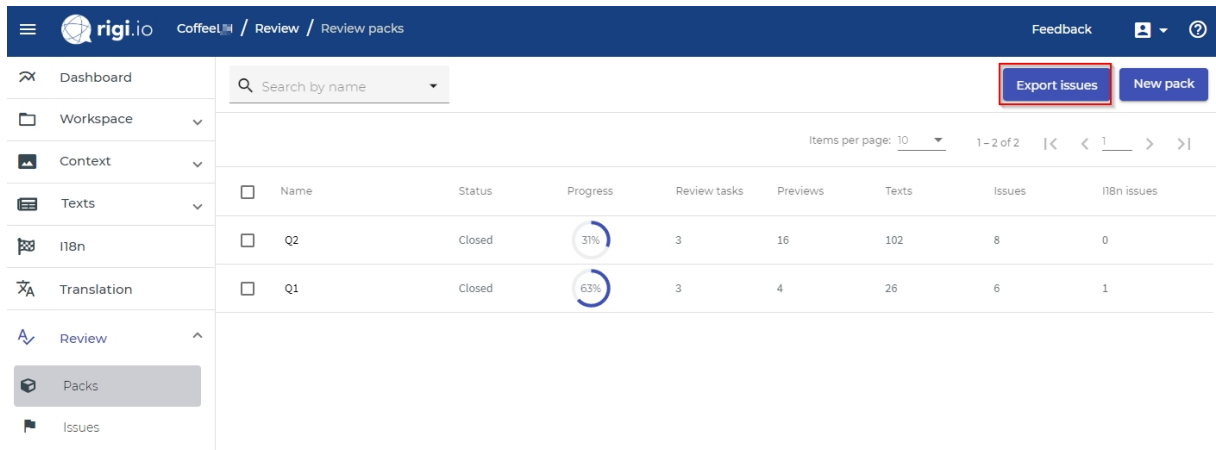 rigi.io / Review / Review packs Feedback
Dashboard
Search by name
Export issues
New pack
Workspace
Items per page: 10 1 – 2 of 2 1
Context
Texts
Name Status Progress Review tasks Previews Texts Issues I18n issues
Q2 Closed 31% 3 16 102 8 0
I18n
Q1 Closed 63% 3 4 26 6 1
Translation
Review
Packs
Issues